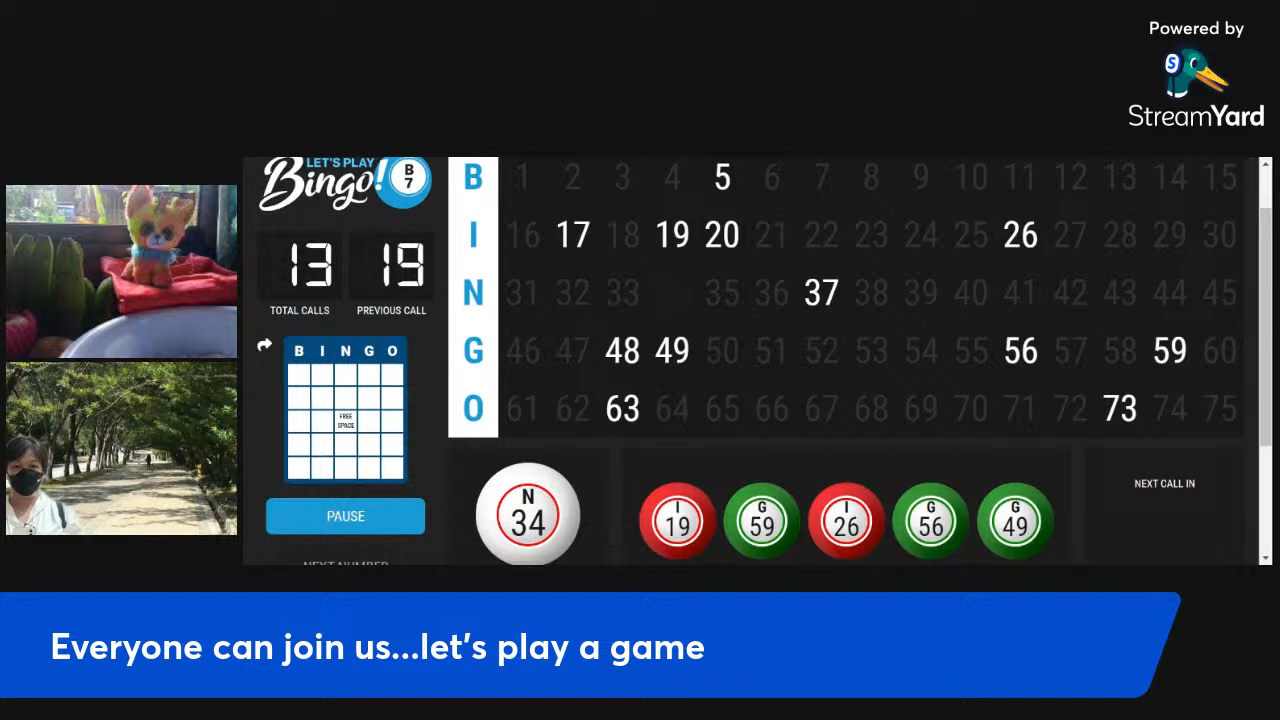 Powered by
S
StreamYard
LET'S PLAY
Bingo!
B
7
13 19
TOTAL CALLS PREVIOUS CALL
B I N G O
FREE
SPACE
PAUSE
NEXT NUMBER
B 1 2 3 4 5 6 7 8 9 10 11 12 13 14 15
I 16 17 18 19 20 21 22 23 24 25 26 27 28 29 30
N 31 32 33 35 36 37 38 39 40 41 42 43 44 45
G 46 47 48 49 50 51 52 53 54 55 56 57 58 59 60
O 61 62 63 64 65 66 67 68 69 70 71 72 73 74 75
N
34
I
19
G
59
I
26
G
56
G
49
NEXT CALL IN
Everyone can join us...let's play a game